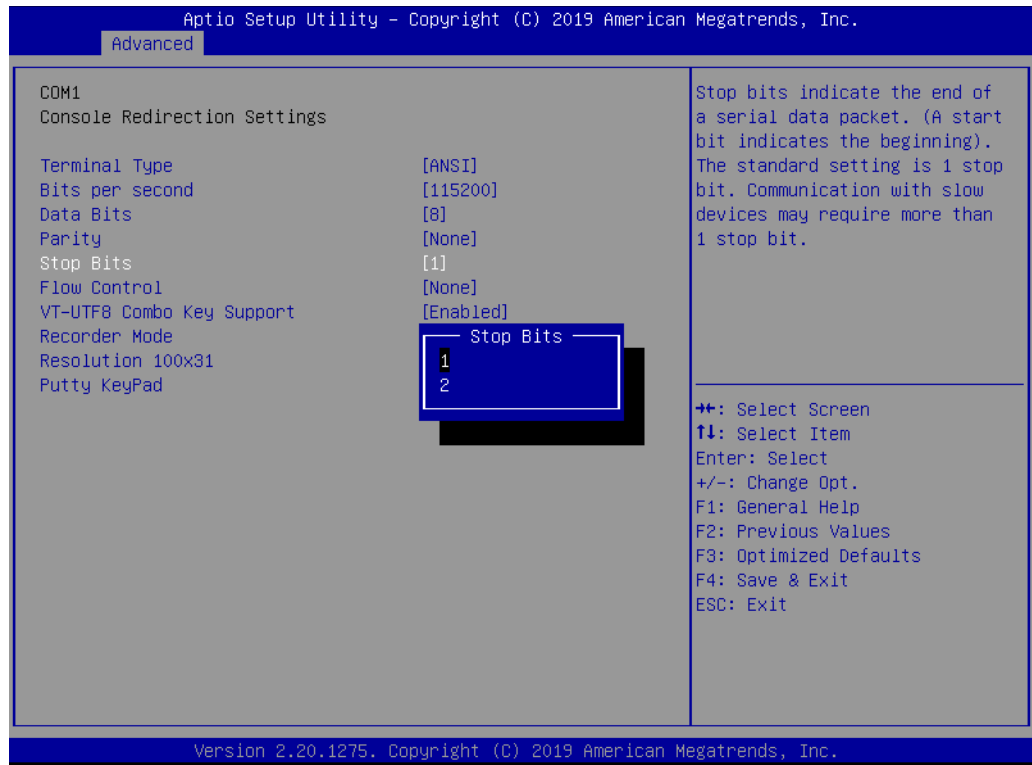 Aptio Setup Utility – Copyright (C) 2019 American Megatrends, Inc.
Advanced
COM1
Console Redirection Settings
Terminal Type [ANSI]
Bits per second [115200]
Data Bits [8]
Parity [None]
Stop Bits [1]
Flow Control [None]
VT-UTF8 Combo Key Support [Enabled]
Recorder Mode
Resolution 100x31
Putty KeyPad
Stop Bits
1
2
Stop bits indicate the end of
a serial data packet. (A start
bit indicates the beginning).
The standard setting is 1 stop
bit. Communication with slow
devices may require more than
1 stop bit.
→←: Select Screen
↑↓: Select Item
Enter: Select
+/-: Change Opt.
F1: General Help
F2: Previous Values
F3: Optimized Defaults
F4: Save & Exit
ESC: Exit
Version 2.20.1275. Copyright (C) 2019 American Megatrends, Inc.